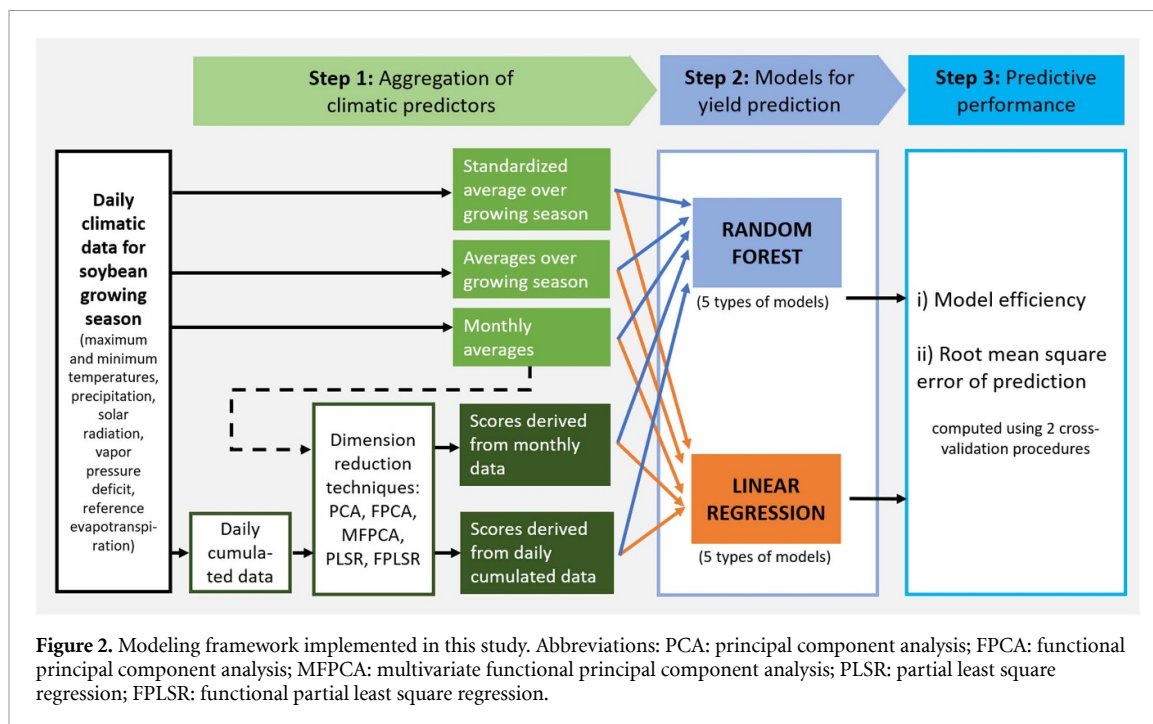 Step 1: Aggregation of
climatic predictors
Step 2: Models for
yield prediction
Step 3: Predictive
performance
Daily
climatic data for
soybean
growing
season
(maximum
and minimum
temperatures,
precipitation,
solar
radiation,
vapor
pressure
deficit,
reference
evapotranspi-
ration)
Standardized
average over
growing season
Averages over
growing season
Monthly
averages
Daily
cumula-
ted data
Dimension
reduction
techniques:
PCA, FPCA,
MFPCA,
PLSR, FPLSR
Scores derived
from monthly
data
Scores derived
from daily
cumulated data
RANDOM
FOREST
(5 types of models)
LINEAR
REGRESSION
(5 types of models)
i) Model efficiency
ii) Root mean square
error of prediction
computed using 2 cross-
validation procedures
Figure 2. Modeling framework implemented in this study. Abbreviations: PCA: principal component analysis; FPCA: functional
principal component analysis; MFPCA: multivariate functional principal component analysis; PLSR: partial least square
regression; FPLSR: functional partial least square regression.